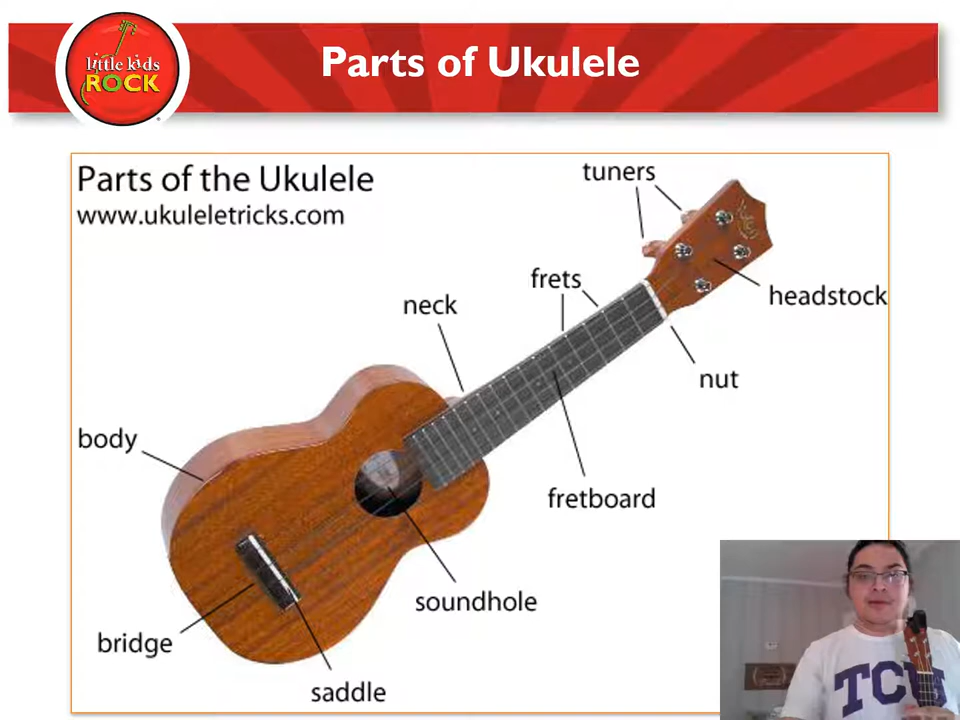 little kids
ROCK
Parts of Ukulele
Parts of the Ukulele
www.ukuleletricks.com
tuners
frets
neck
headstock
nut
body
fretboard
soundhole
bridge
saddle
TCU